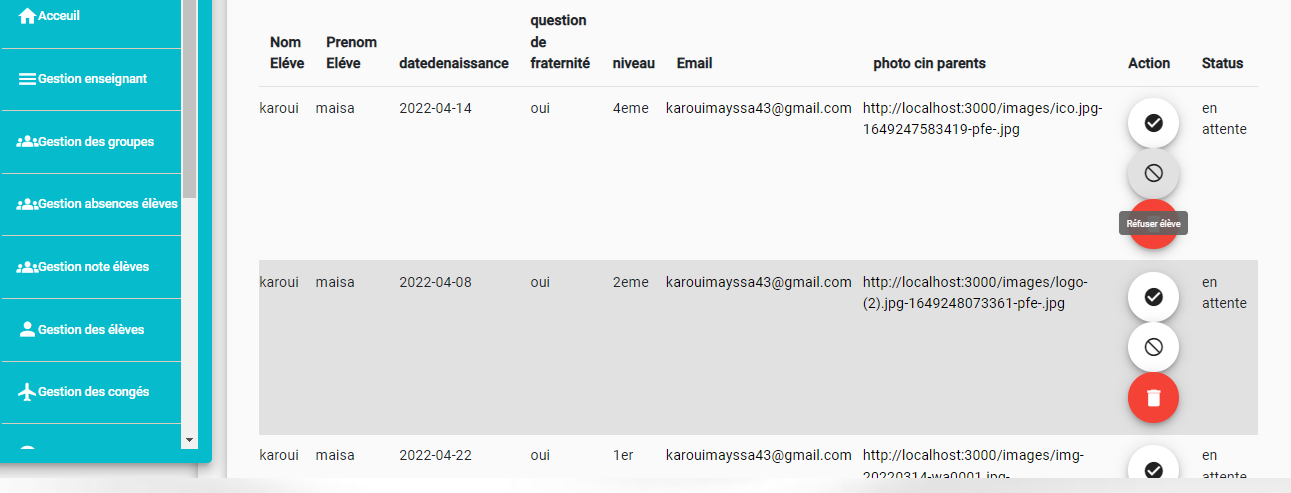 Acceuil
Gestion enseignant
Gestion des groupes
Gestion absences élèves
Gestion note élèves
Gestion des élèves
Gestion des congés
Nom Eléve
Prenom Eléve
datedenaissance
question de fraternité
niveau
Email
photo cin parents
Action
Status
karoui maisa 2022-04-14 oui 4eme karouimayssa43@gmail.com http://localhost:3000/images/ico.jpg- en
1649247583419-pfe-.jpg attente
Réfuser élève
karoui maisa 2022-04-08 oui 2eme karouimayssa43@gmail.com http://localhost:3000/images/logo- en
(2).jpg-1649248073361-pfe-.jpg attente
karoui maisa 2022-04-22 oui 1er karouimayssa43@gmail.com http://localhost:3000/images/img- en
20220314-wa0001.jpg- attente